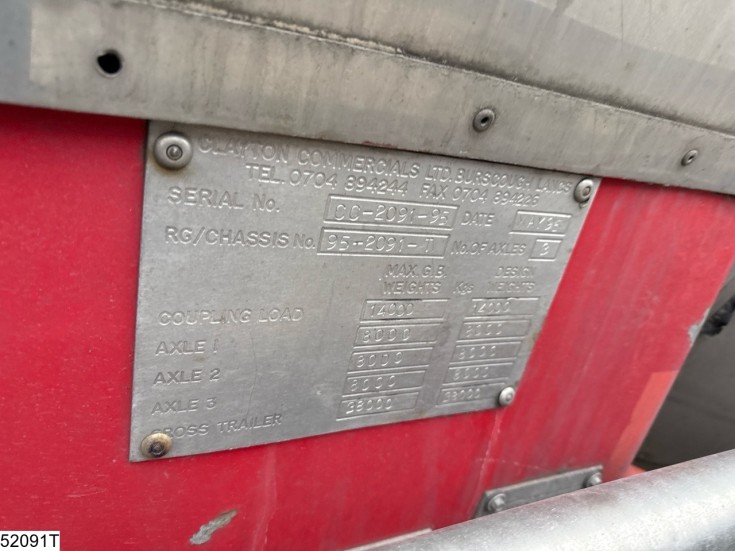 CLAYTON COMMERCIALS LTD. BURSCOUGH LANCS
TEL. 0704 894244 FAX 0704 894226
SERIAL No. CC-2091-95 DATE
RG/CHASSIS No. 95-2091-T No. OF AXLES 3
MAX. G.B. WEIGHTS Kgs DESIGN WEIGHTS
COUPLING LOAD 14000 14000
AXLE 1 8000 8000
AXLE 2 8000 8000
AXLE 3 8000 8000
GROSS TRAILER 38000 38000
52091T